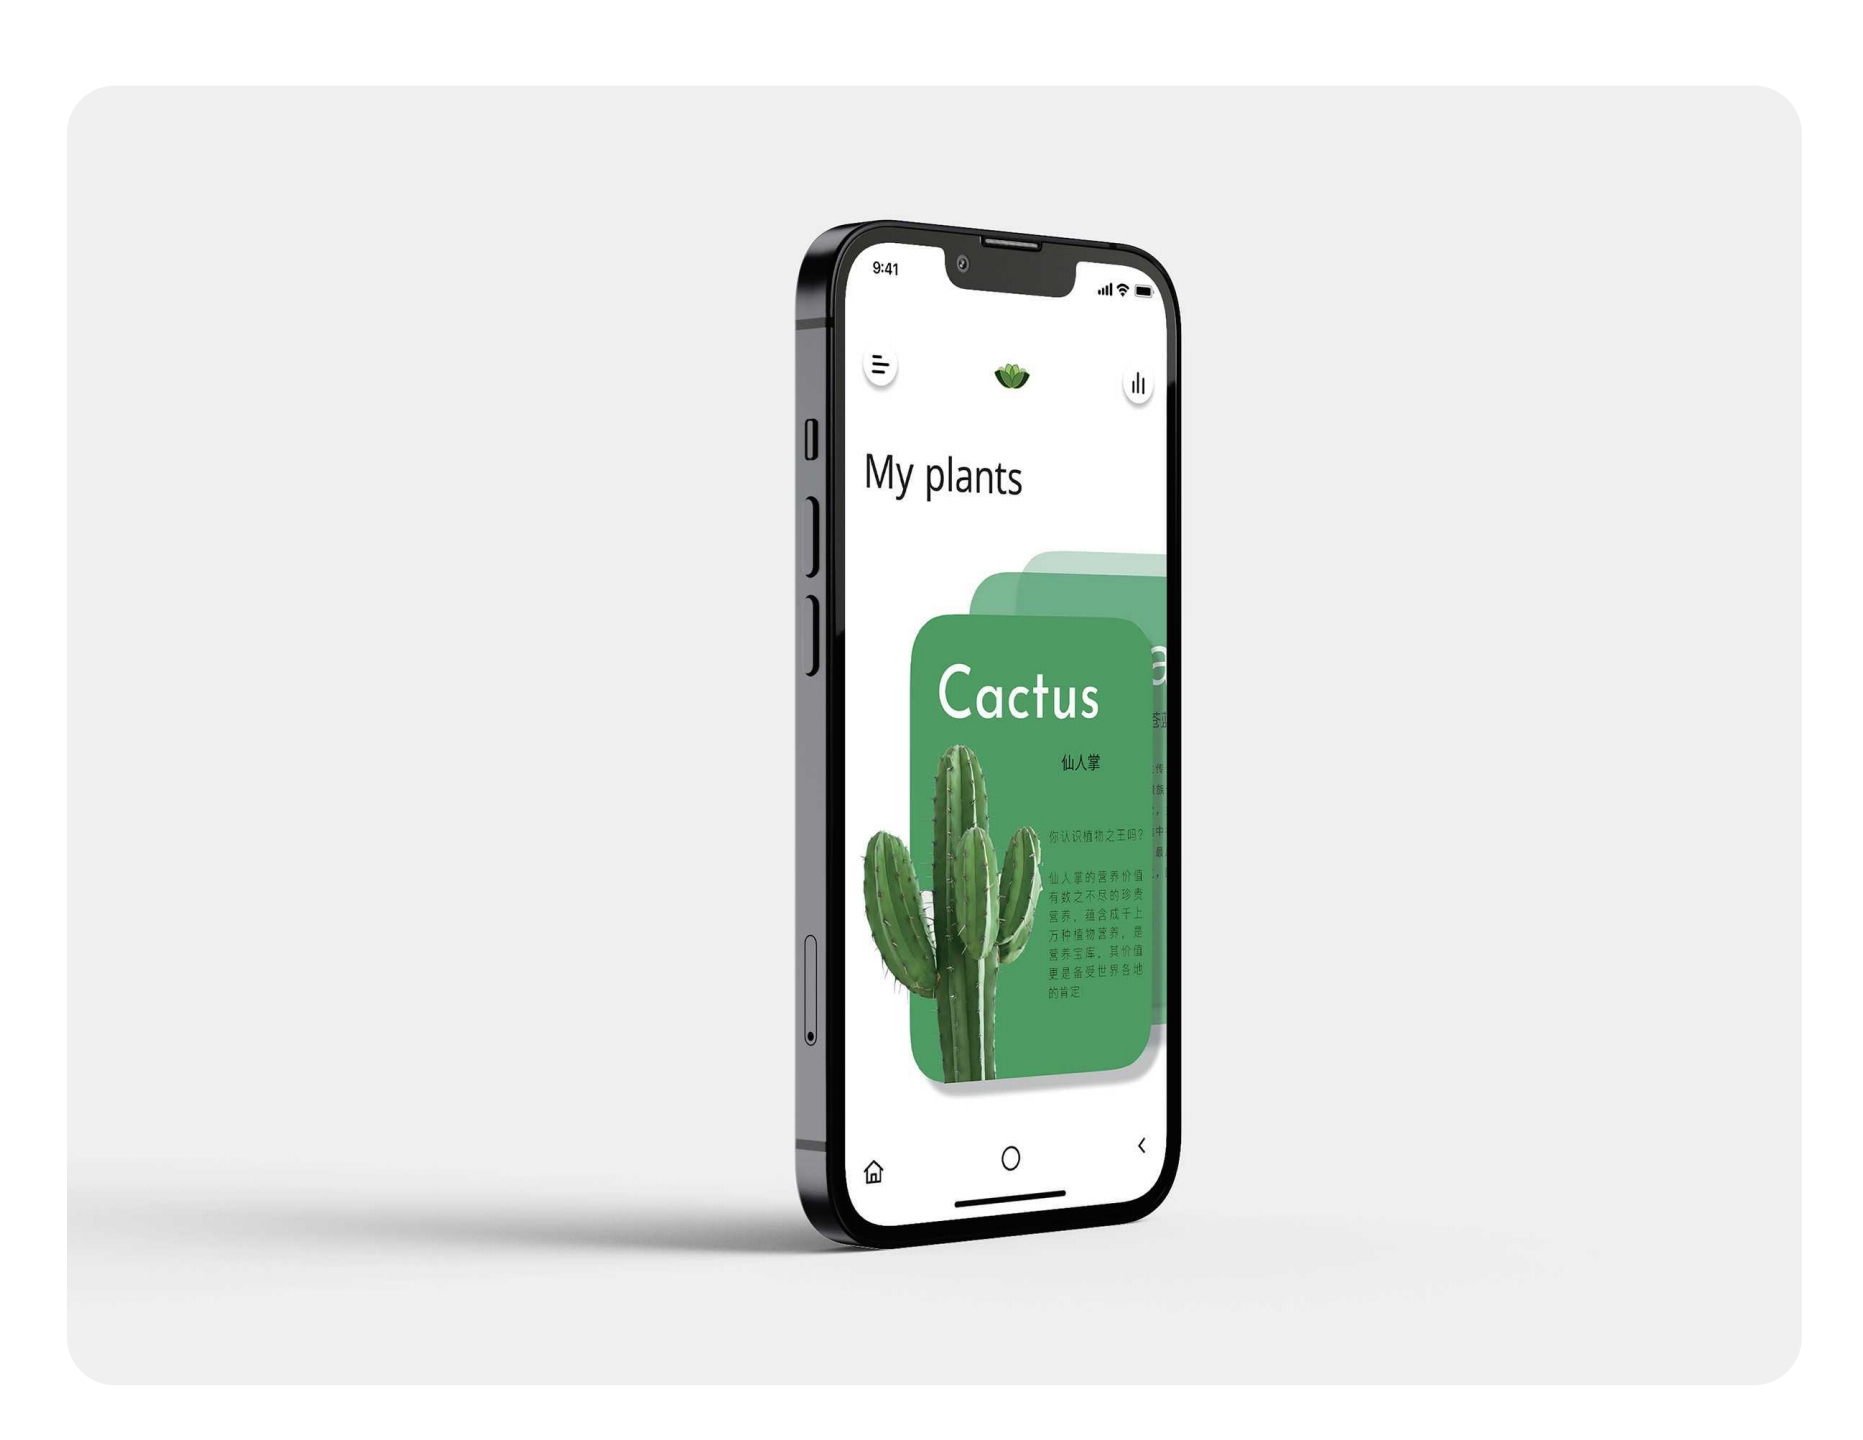 9:41
My plants
Cactus
仙人掌
你认识植物之王吗？
仙人掌的营养价值
有数之不尽的珍贵
营养，蕴含成千上
万种植物营养，是
营养宝库，其价值
更是备受世界各地
的肯定